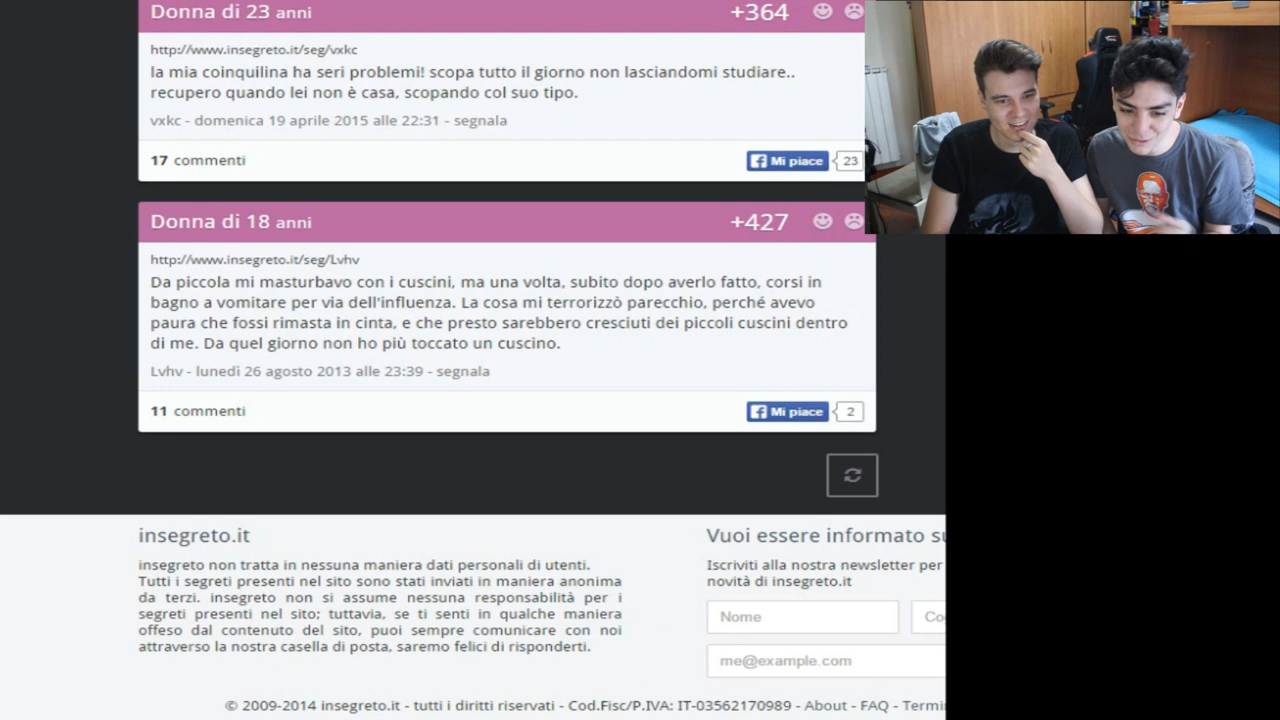 Donna di 23 anni +364
http://www.insegreto.it/seg/vxkc
la mia coinquilina ha seri problemi! scopa tutto il giorno non lasciandomi studiare..
recupero quando lei non è casa, scopando col suo tipo.
vxkc - domenica 19 aprile 2015 alle 22:31 - segnala
17 commenti Mi piace 23
Donna di 18 anni +427
http://www.insegreto.it/seg/Lvhv
Da piccola mi masturbavo con i cuscini, ma una volta, subito dopo averlo fatto, corsi in
bagno a vomitare per via dell'influenza. La cosa mi terrorizzò parecchio, perché avevo
paura che fossi rimasta in cinta, e che presto sarebbero cresciuti dei piccoli cuscini dentro
di me. Da quel giorno non ho più toccato un cuscino.
Lvhv - lunedì 26 agosto 2013 alle 23:39 - segnala
11 commenti Mi piace 2
insegreto.it
insegreto non tratta in nessuna maniera dati personali di utenti.
Tutti i segreti presenti nel sito sono stati inviati in maniera anonima
da terzi. insegreto non si assume nessuna responsabilità per i
segreti presenti nel sito; tuttavia, se ti senti in qualche maniera
offeso dal contenuto del sito, puoi sempre comunicare con noi
attraverso la nostra casella di posta, saremo felici di risponderti.
Vuoi essere informato su
Iscriviti alla nostra newsletter per
novità di insegreto.it
Nome Co
me@example.com
© 2009-2014 insegreto.it - tutti i diritti riservati - Cod.Fisc/P.IVA: IT-03562170989 - About - FAQ - Termi